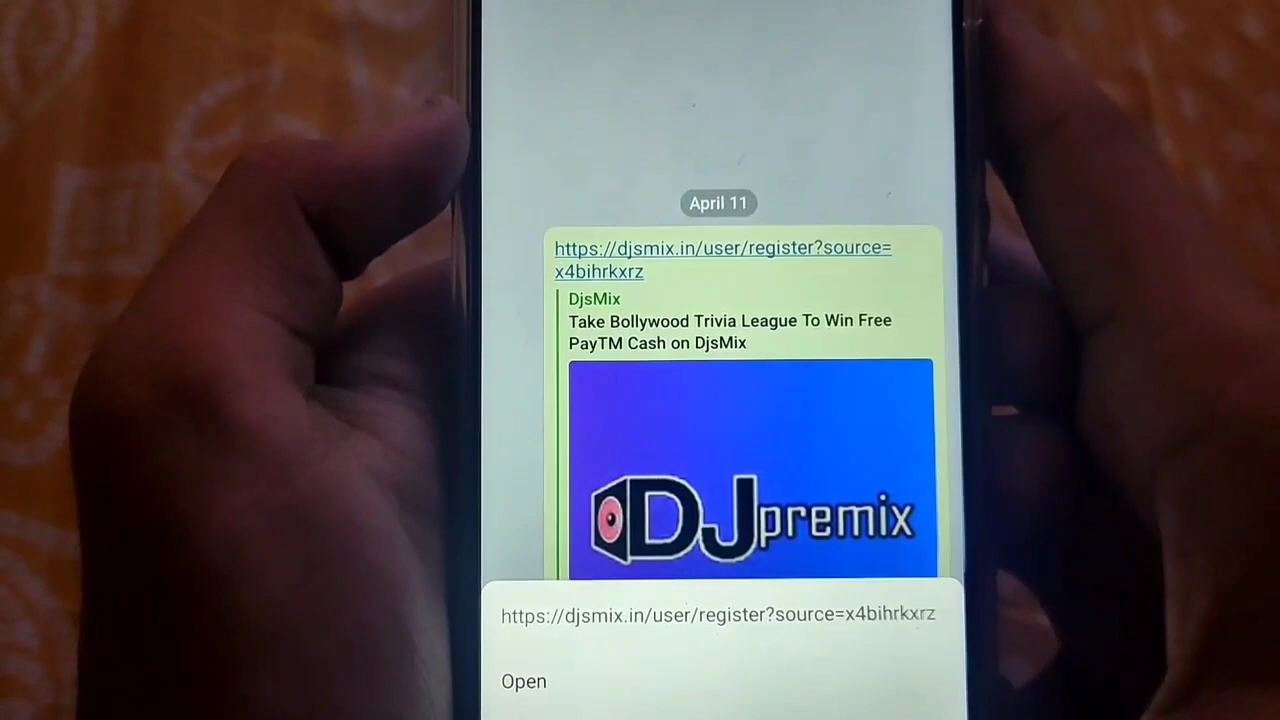 April 11
https://djsmix.in/user/register?source=
x4bihrkxrz
DjsMix
Take Bollywood Trivia League To Win Free
PayTM Cash on DjsMix
DJpremix
https://djsmix.in/user/register?source=x4bihrkxrz
Open